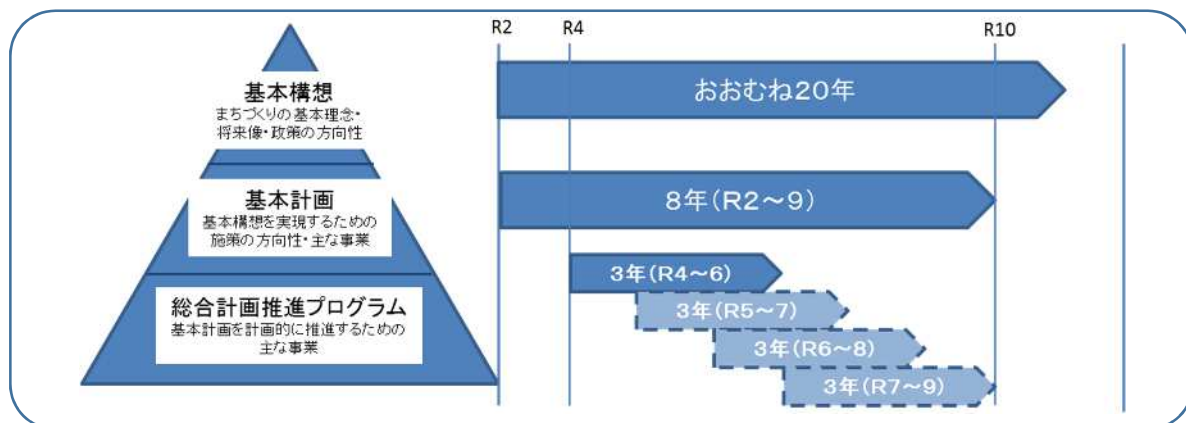 R2
R4
R10
基本構想
まちづくりの基本理念・
将来像・政策の方向性
おおむね20年
基本計画
基本構想を実現するための
施策の方向性・主な事業
8年(R2～9)
総合計画推進プログラム
基本計画を計画的に推進するための
主な事業
3年(R4～6)
3年(R5～7)
3年(R6～8)
3年(R7～9)